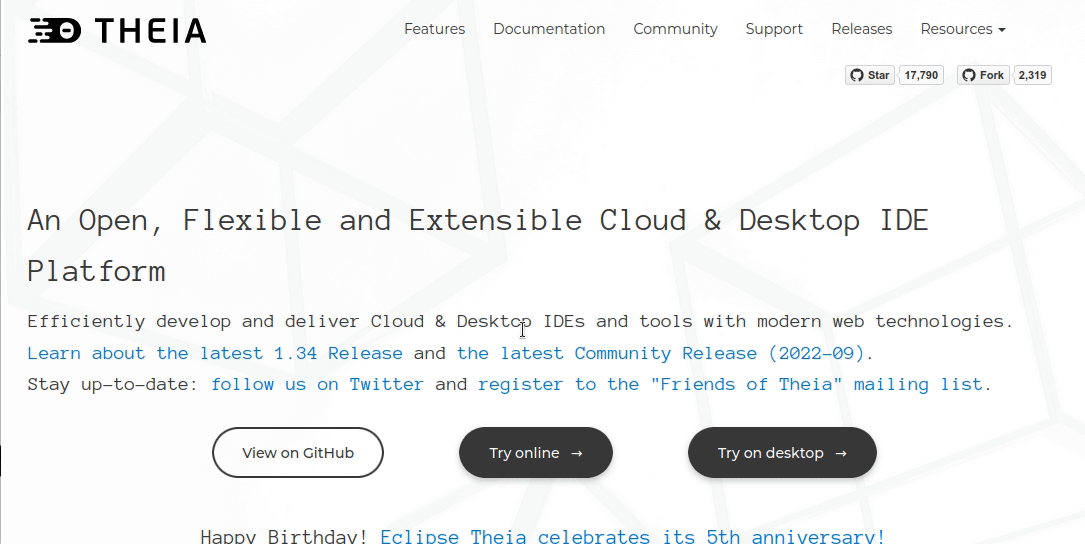 THEIA
Features Documentation Community Support Releases Resources
Star 17,790 Fork 2,319
An Open, Flexible and Extensible Cloud & Desktop IDE
Platform
Efficiently develop and deliver Cloud & Desktop IDEs and tools with modern web technologies.
Learn about the latest 1.34 Release and the latest Community Release (2022-09).
Stay up-to-date: follow us on Twitter and register to the "Friends of Theia" mailing list.
View on GitHub Try online → Try on desktop →
Happy Birthday! Eclipse Theia celebrates its 5th anniversary!